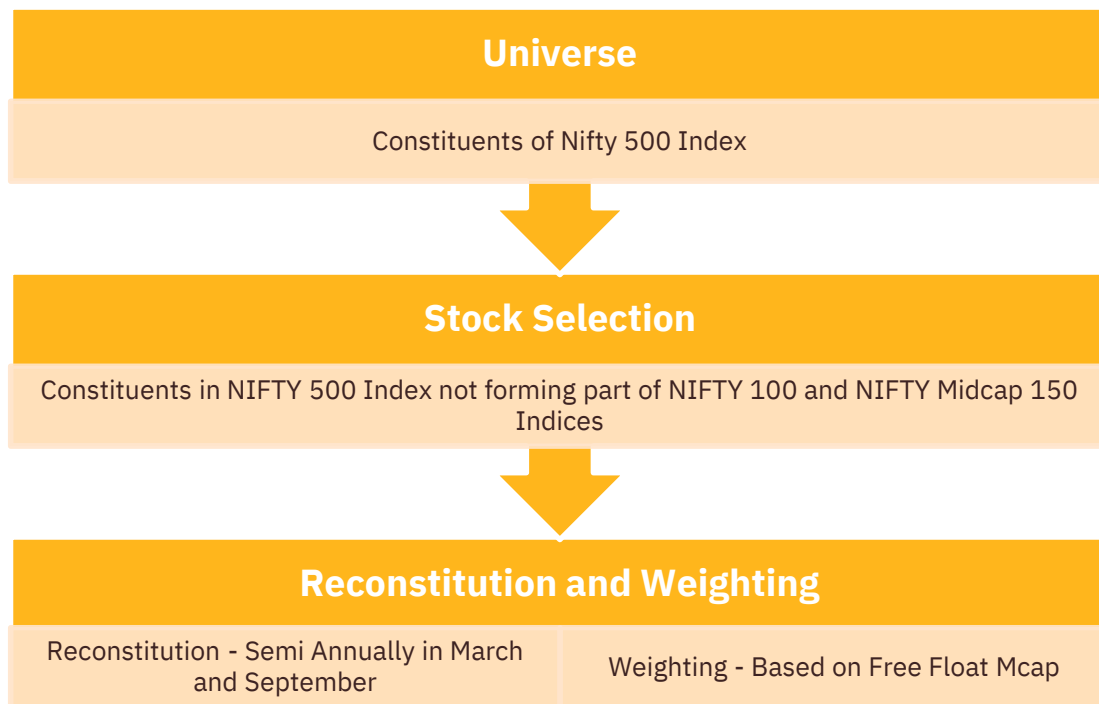 Universe
Constituents of Nifty 500 Index
Stock Selection
Constituents in NIFTY 500 Index not forming part of NIFTY 100 and NIFTY Midcap 150
Indices
Reconstitution and Weighting
Reconstitution - Semi Annually in March
and September
Weighting - Based on Free Float Mcap